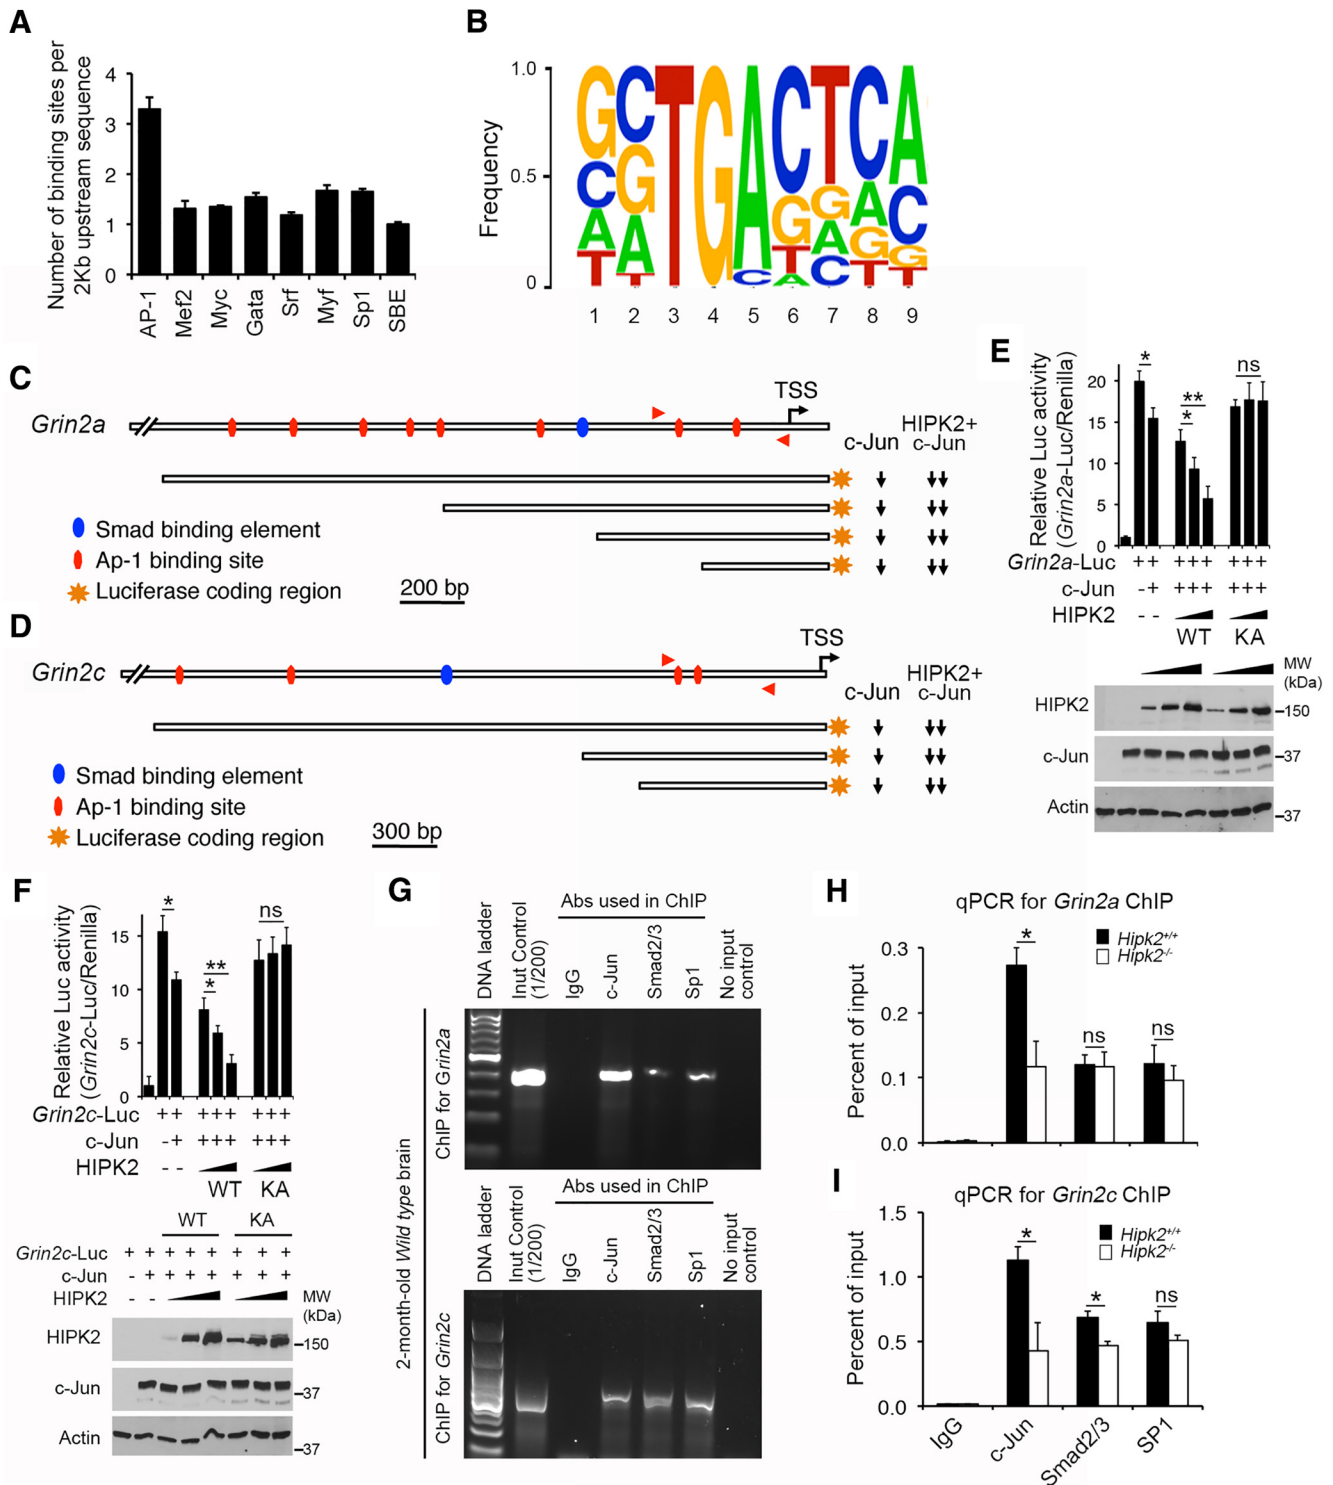 A
Number of binding sites per
2Kb upstream sequence
4
3
2
1
0
AP-1
Mef2
Myc
Gata
Srf
Myf
Sp1
SBE
B
Frequency
1.0
0.5
0
G C T G A C T C A
C G C G G A C
A A T A G G
T T A C T T
1 2 3 4 5 6 7 8 9
C
Grin2a
TSS
c-Jun
HIPK2+
c-Jun
Smad binding element
Ap-1 binding site
Luciferase coding region
200 bp
D
Grin2c
TSS
c-Jun
HIPK2+
c-Jun
Smad binding element
Ap-1 binding site
Luciferase coding region
300 bp
E
Relative Luc activity
(Grin2a-Luc/Renilla)
20
15
10
5
0
*
**
*
ns
Grin2a-Luc ++ +++ +++
c-Jun -+ +++ +++
HIPK2 --
WT KA
MW
(kDa)
HIPK2 –150
c-Jun –37
Actin –37
F
Relative Luc activity
(Grin2c-Luc/Renilla)
15
10
5
0
*
**
*
ns
Grin2c-Luc ++ +++ +++
c-Jun -+ +++ +++
HIPK2 --
WT KA
WT KA
Grin2c-Luc + + + + + + + +
c-Jun - + + + + + + +
HIPK2 - -
MW
(kDa)
HIPK2 –150
c-Jun –37
Actin –37
G
2-month-old Wild type brain
ChIP for Grin2a
Abs used in ChIP
DNA ladder
Inut Control
(1/200)
IgG
c-Jun
Smad2/3
Sp1
No input
control
ChIP for Grin2c
Abs used in ChIP
DNA ladder
Inut Control
(1/200)
IgG
c-Jun
Smad2/3
Sp1
No input
control
H
qPCR for Grin2a ChIP
Hipk2+/+
Hipk2-/-
Percent of input
0.3
0.2
0.1
0.0
*
ns
ns
I
qPCR for Grin2c ChIP
Hipk2+/+
Hipk2-/-
Percent of input
1.5
1.0
0.5
0.0
*
*
ns
IgG
c-Jun
Smad2/3
SP1